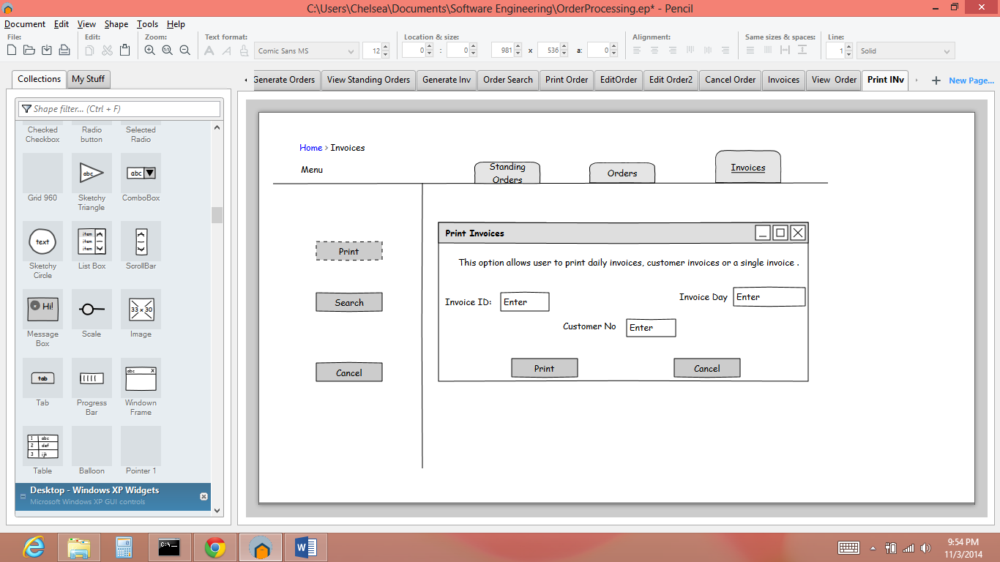 C:\Users\Chelsea\Documents\Software Engineering\OrderProcessing.ep* - Pencil
Document Edit View Shape Tools Help
File: Edit: Zoom: Text format: Location & size: Alignment: Same sizes & spaces: Line:
Comic Sans MS 12 0 : 0 981 x 536 a: 0 1 Solid
Collections My Stuff
Generate Orders View Standing Orders Generate Inv Order Search Print Order EditOrder Edit Order2 Cancel Order Invoices View Order Print INv New Page...
Shape filter... (Ctrl + F)
Checked Checkbox
Radio button
Selected Radio
Grid 960
abc
Sketchy Triangle
abc
ComboBox
text
Sketchy Circle
item
item
item
List Box
ScrollBar
Hi!
Message Box
Scale
33 x 30
Image
tab
Tab
Progress Bar
abc X
Windown Frame
1 abc
2 def
3 ijk
Table
Balloon
Pointer 1
Desktop - Windows XP Widgets
Microsoft Windows XP GUI controls
Home > Invoices
Menu
Standing Orders
Orders
Invoices
Print
Search
Cancel
Print Invoices
This option allows user to print daily invoices, customer invoices or a single invoice .
Invoice ID: Enter
Invoice Day Enter
Customer No Enter
Print Cancel
9:54 PM
11/3/2014